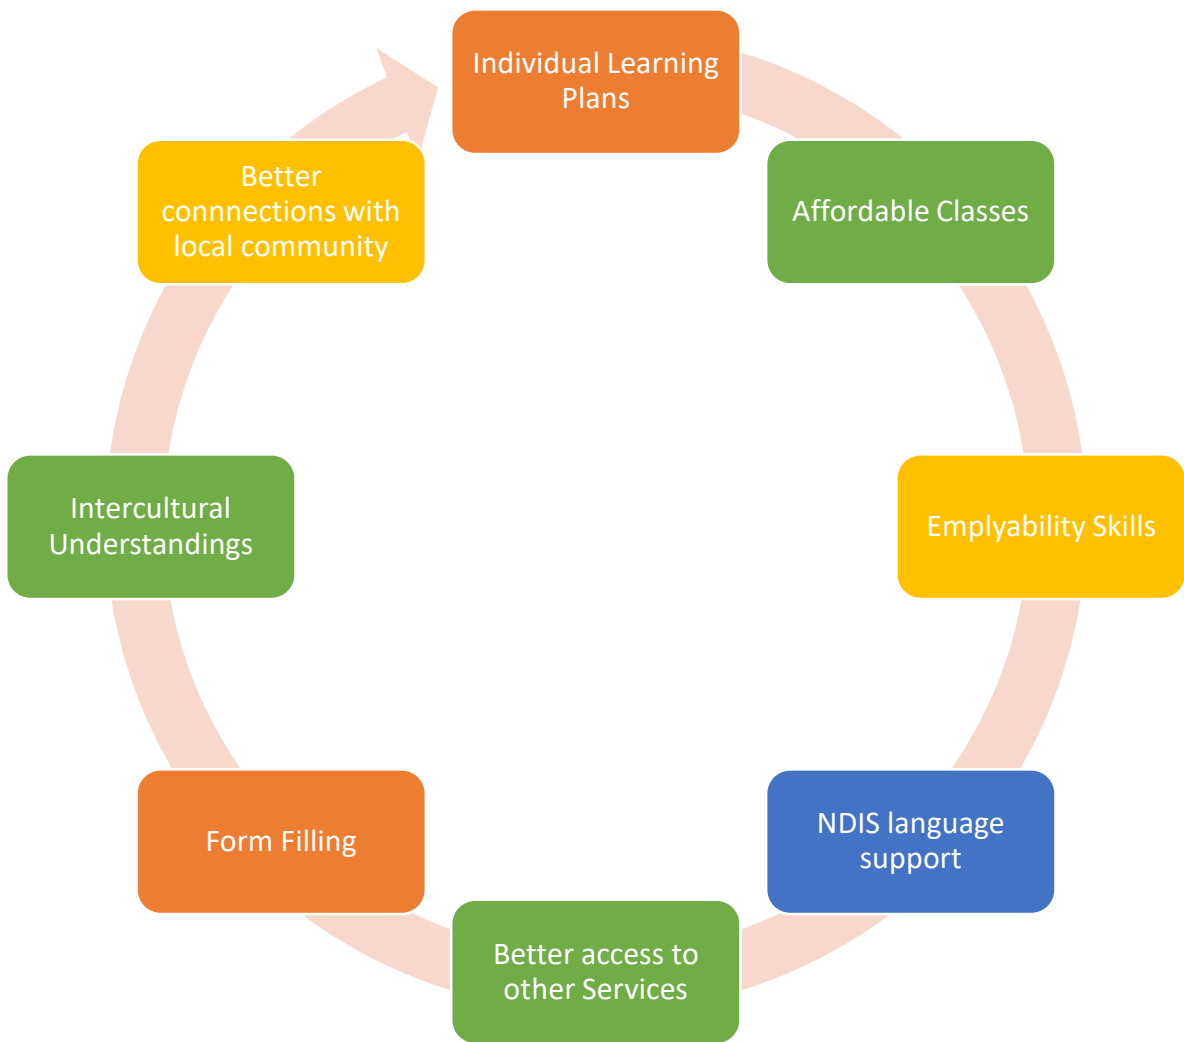 Individual Learning
Plans
Affordable Classes
Emplyability Skills
NDIS language
support
Better access to
other Services
Form Filling
Intercultural
Understandings
Better
connnections with
local community